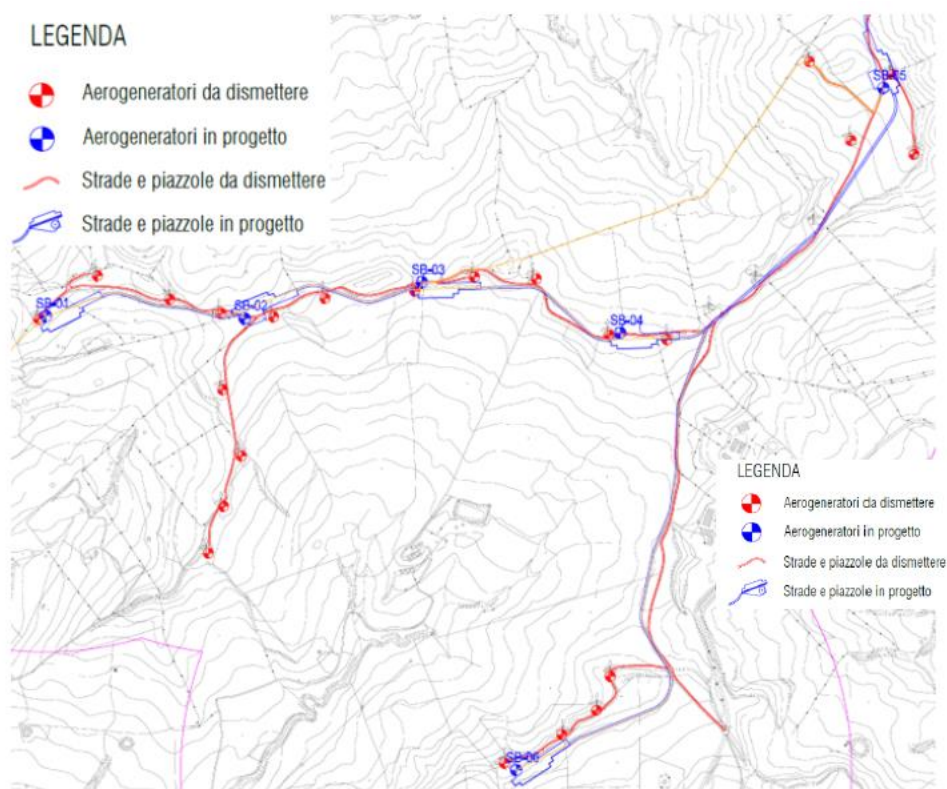 LEGENDA
Aerogeneratori da dismettere
Aerogeneratori in progetto
Strade e piazzole da dismettere
Strade e piazzole in progetto
SB-05
SB-03
SB-01
SB-02
SB-04
LEGENDA
Aerogeneratori da dismettere
Aerogeneratori in progetto
Strade e piazzole da dismettere
Strade e piazzole in progetto
SB-06